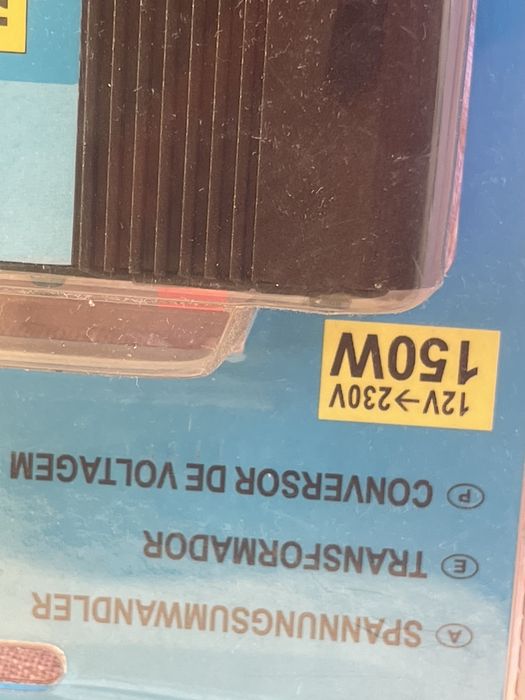 Ⓐ SPANNUNGSUMWANDLER
Ⓔ TRANSFORMADOR
Ⓟ CONVERSOR DE VOLTAGEM
12V→230V
150W